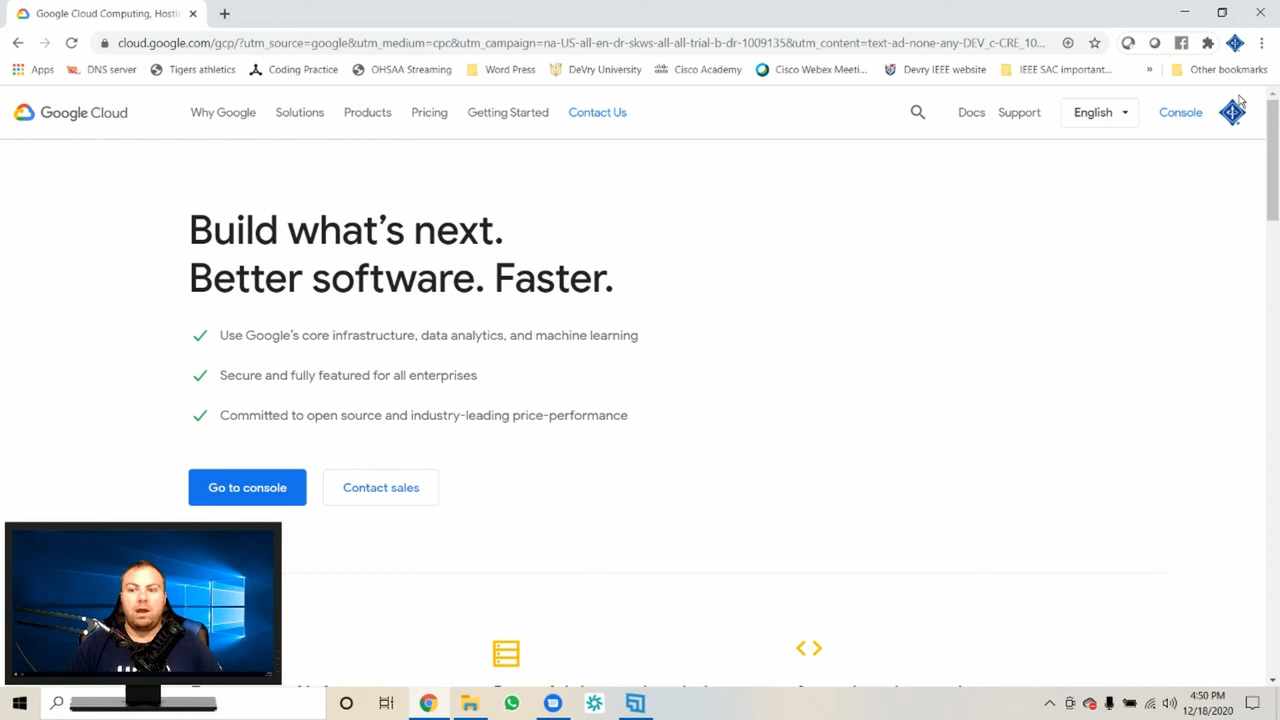 Google Cloud Computing, Hosti
cloud.google.com/gcp/?utm_source=google&utm_medium=cpc&utm_campaign=na-US-all-en-dr-skws-all-all-trial-b-dr-1009135&utm_content=text-ad-none-any-DEV_c-CRE_10...
Apps DNS server Tigers athletics Coding Practice OHSAA Streaming Word Press DeVry University Cisco Academy Cisco Webex Meeti... Devry IEEE website IEEE SAC important... » Other bookmarks
Google Cloud Why Google Solutions Products Pricing Getting Started Contact Us Docs Support English Console
Build what's next.
Better software. Faster.
Use Google's core infrastructure, data analytics, and machine learning
Secure and fully featured for all enterprises
Committed to open source and industry-leading price-performance
Go to console Contact sales
4:50 PM
12/18/2020